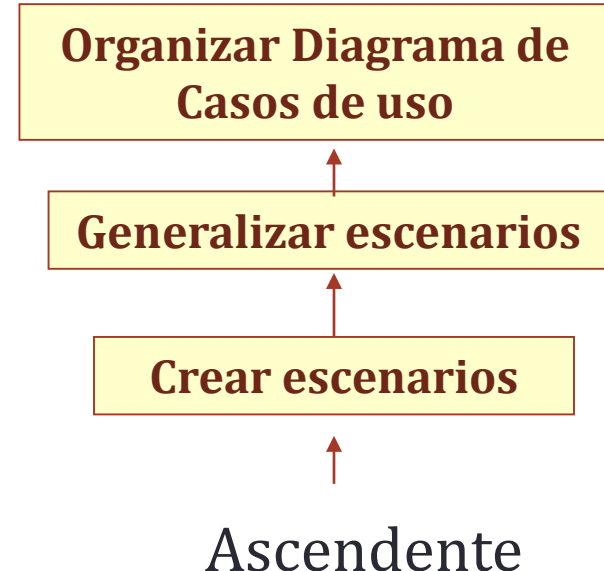 Organizar Diagrama de
Casos de uso
Generalizar escenarios
Crear escenarios
Ascendente